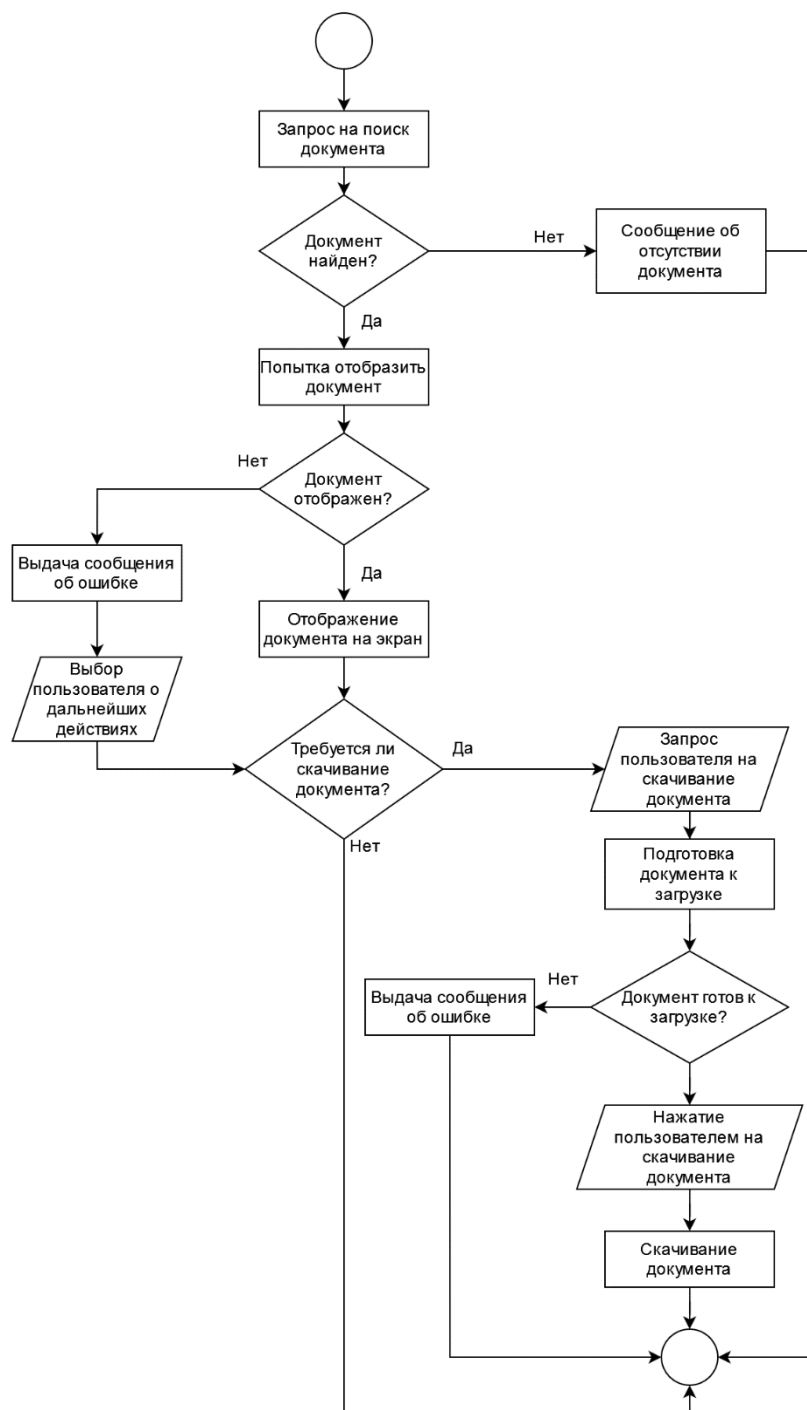 Запрос на поиск
документа
Документ
найден?
Нет
Сообщение об
отсутствии
документа
Да
Попытка отобразить
документ
Нет
Документ
отображен?
Выдача сообщения
об ошибке
Да
Отображение
документа на экран
Выбор
пользователя о
дальнейших
действиях
Требуется ли
скачивание
документа?
Да
Запрос
пользователя на
скачивание
документа
Нет
Подготовка
документа к
загрузке
Нет
Выдача сообщения
об ошибке
Документ готов к
загрузке?
Нажатие
пользователем на
скачивание
документа
Скачивание
документа